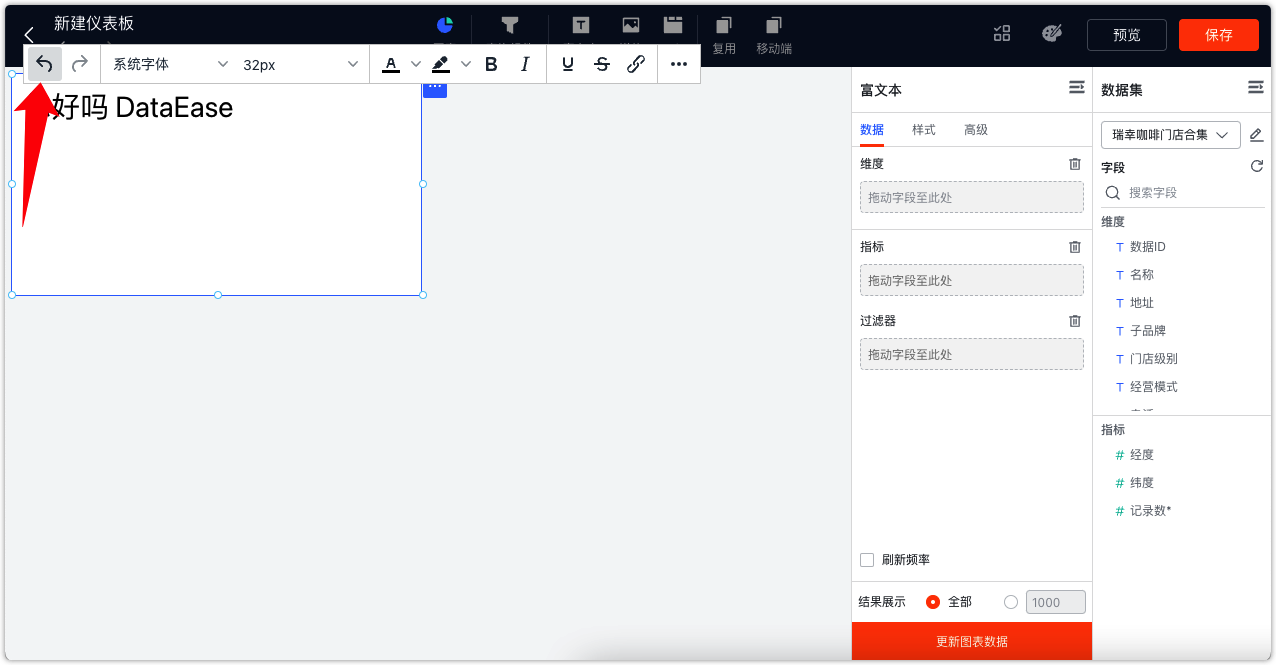 新建仪表板
复用
移动端
预览
保存
系统字体
32px
A
B
I
U
S
好吗 DataEase
富文本
数据
样式
高级
维度
拖动字段至此处
指标
拖动字段至此处
过滤器
拖动字段至此处
刷新频率
结果展示
全部
1000
更新图表数据
数据集
瑞幸咖啡门店合集
字段
搜索字段
维度
T 数据ID
T 名称
T 地址
T 子品牌
T 门店级别
T 经营模式
指标
# 经度
# 纬度
# 记录数*